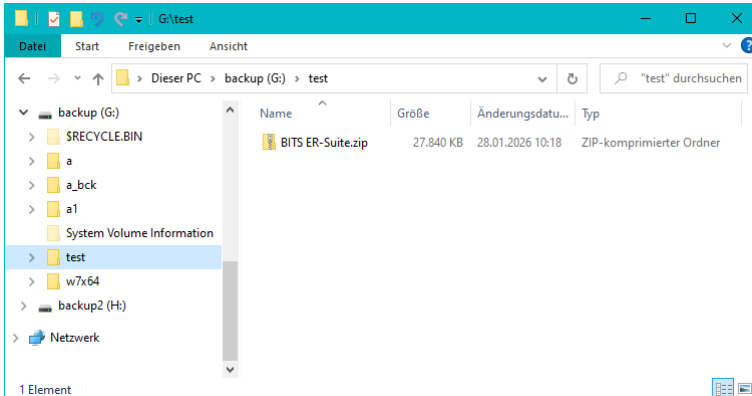 G:\test
Datei Start Freigeben Ansicht
Dieser PC backup (G:) test "test" durchsuchen
backup (G:)
$RECYCLE.BIN
a
a_bck
a1
System Volume Information
test
w7x64
backup2 (H:)
Netzwerk
Name Größe Änderungsdatu... Typ
BITS ER-Suite.zip 27.840 KB 28.01.2026 10:18 ZIP-komprimierter Ordner
1 Element